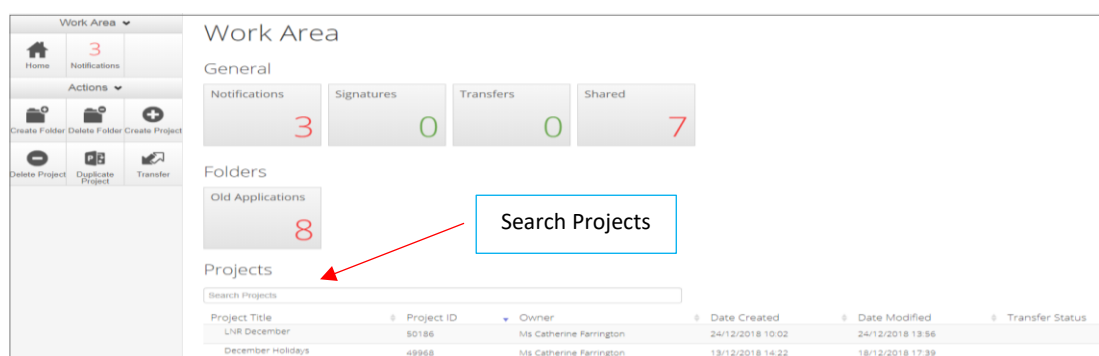 Work Area
Home
3
Notifications
Actions
Create Folder
Delete Folder
Create Project
Delete Project
Duplicate
Project
Transfer
Work Area
General
Notifications
3
Signatures
0
Transfers
0
Shared
7
Folders
Old Applications
8
Search Projects
Projects
Search Projects
Project Title Project ID Owner Date Created Date Modified Transfer Status
LNR December 50186 Ms Catherine Farrington 24/12/2018 10:02 24/12/2018 13:56
December Holidays 49968 Ms Catherine Farrington 13/12/2018 14:22 18/12/2018 17:39